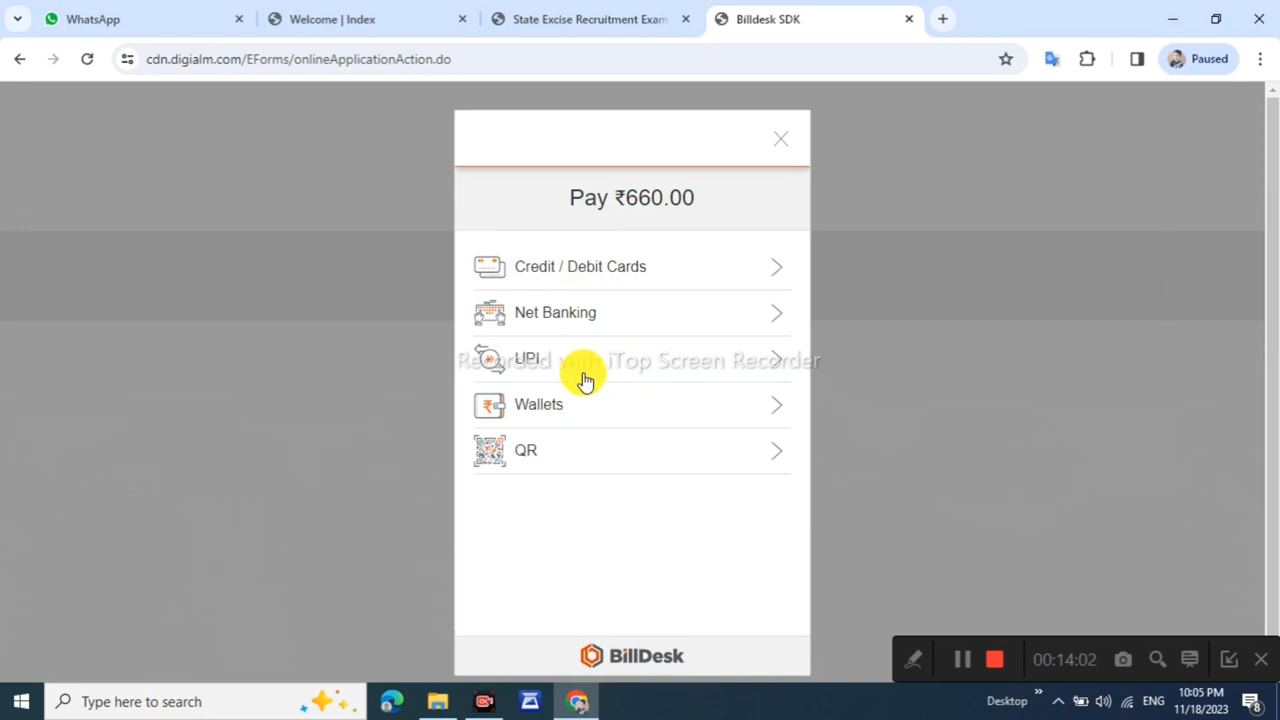 WhatsApp
Welcome | Index
State Excise Recruitment Exam
Billdesk SDK
cdn.digialm.com/EForms/onlineApplicationAction.do
Paused
Pay ₹660.00
Credit / Debit Cards
Net Banking
UPI
Recorded with iTop Screen Recorder
Wallets
QR
BillDesk
00:14:02
Type here to search
Desktop
ENG
10:05 PM
11/18/2023
8